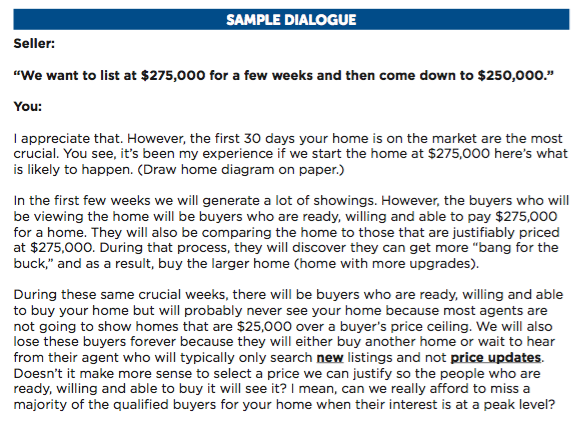 SAMPLE DIALOGUE
Seller:
“We want to list at $275,000 for a few weeks and then come down to $250,000.”
You:
I appreciate that. However, the first 30 days your home is on the market are the most
crucial. You see, it’s been my experience if we start the home at $275,000 here’s what
is likely to happen. (Draw home diagram on paper.)
In the first few weeks we will generate a lot of showings. However, the buyers who will
be viewing the home will be buyers who are ready, willing and able to pay $275,000
for a home. They will also be comparing the home to those that are justifiably priced
at $275,000. During that process, they will discover they can get more “bang for the
buck,” and as a result, buy the larger home (home with more upgrades).
During these same crucial weeks, there will be buyers who are ready, willing and able
to buy your home but will probably never see your home because most agents are
not going to show homes that are $25,000 over a buyer’s price ceiling. We will also
lose these buyers forever because they will either buy another home or wait to hear
from their agent who will typically only search new listings and not price updates.
Doesn’t it make more sense to select a price we can justify so the people who are
ready, willing and able to buy it will see it? I mean, can we really afford to miss a
majority of the qualified buyers for your home when their interest is at a peak level?